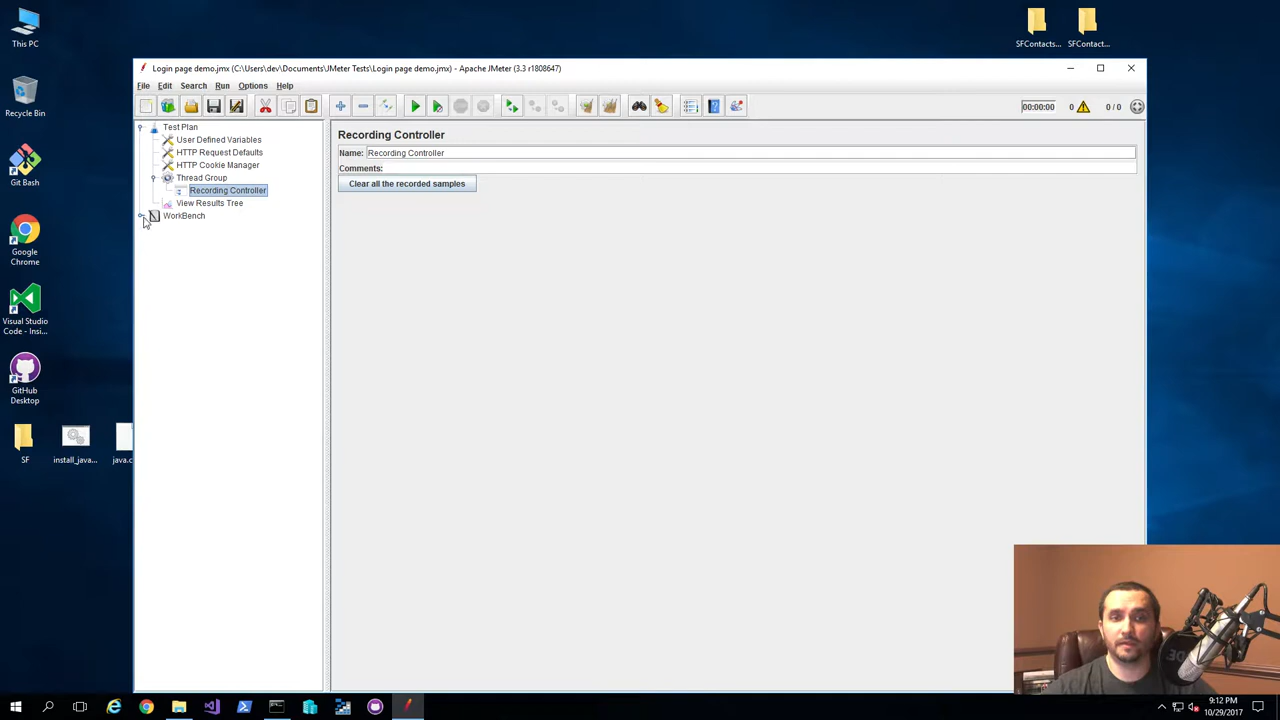 This PC
Recycle Bin
Git Bash
Google
Chrome
Visual Studio
Code - Insi...
GitHub
Desktop
SF
install_java...
java.c
SFContacts...
SFContact...
Login page demo.jmx (C:\Users\dev\Documents\JMeter Tests\Login page demo.jmx) - Apache JMeter (3.3 r1808647)
File Edit Search Run Options Help
00:00:00 0 0 / 0
Test Plan
User Defined Variables
HTTP Request Defaults
HTTP Cookie Manager
Thread Group
Recording Controller
View Results Tree
WorkBench
Recording Controller
Name: Recording Controller
Comments:
Clear all the recorded samples
9:12 PM
10/29/2017